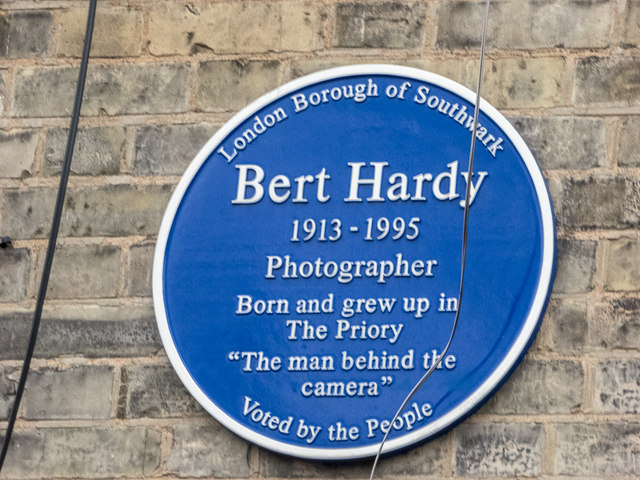 London Borough of Southwark
Bert Hardy
1913 - 1995
Photographer
Born and grew up in
The Priory
“The man behind the
camera”
Voted by the People